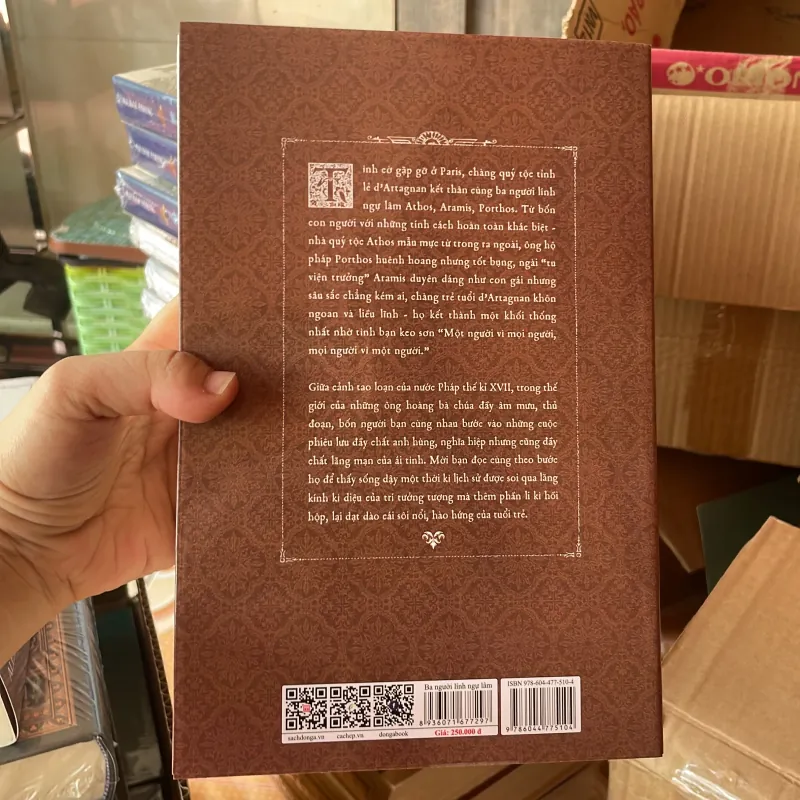 Tình cờ gặp gỡ ở Paris, chàng quý tộc tỉnh
lẻ d'Artagnan kết thân cùng ba người lính
ngự lâm Athos, Aramis, Porthos. Từ bốn
con người với những tính cách hoàn toàn khác biệt -
nhà quý tộc Athos mẫu mực từ trong ra ngoài, ông hộ
pháp Porthos huênh hoang nhưng tốt bụng, ngài “tu
viện trưởng” Aramis duyên dáng như con gái nhưng
sâu sắc chẳng kém ai, chàng trẻ tuổi d'Artagnan khôn
ngoan và liều lĩnh - họ kết thành một khối thống
nhất nhờ tình bạn keo sơn “Một người vì mọi người,
mọi người vì một người.”
Giữa cảnh tao loạn của nước Pháp thế kỉ XVII, trong thế
giới của những ông hoàng bà chúa đầy âm mưu, thủ
đoạn, bốn người bạn cùng nhau bước vào những cuộc
phiêu lưu đầy chất anh hùng, nghĩa hiệp nhưng cũng đầy
chất lãng mạn của ái tình. Mời bạn đọc cùng theo bước
họ để thấy sống dậy một thời kì lịch sử được soi qua lăng
kính kì diệu của trí tưởng tượng mà thêm phần li kì hồi
hộp, lại dạt dào cái sôi nổi, hào hứng của tuổi trẻ.
sachdonga.vn cachep.vn dongabook
Ba người lính ngự lâm
8 936071 677297
Giá: 250.000 đ
ISBN 978-604-477-510-4
9 786044 775104